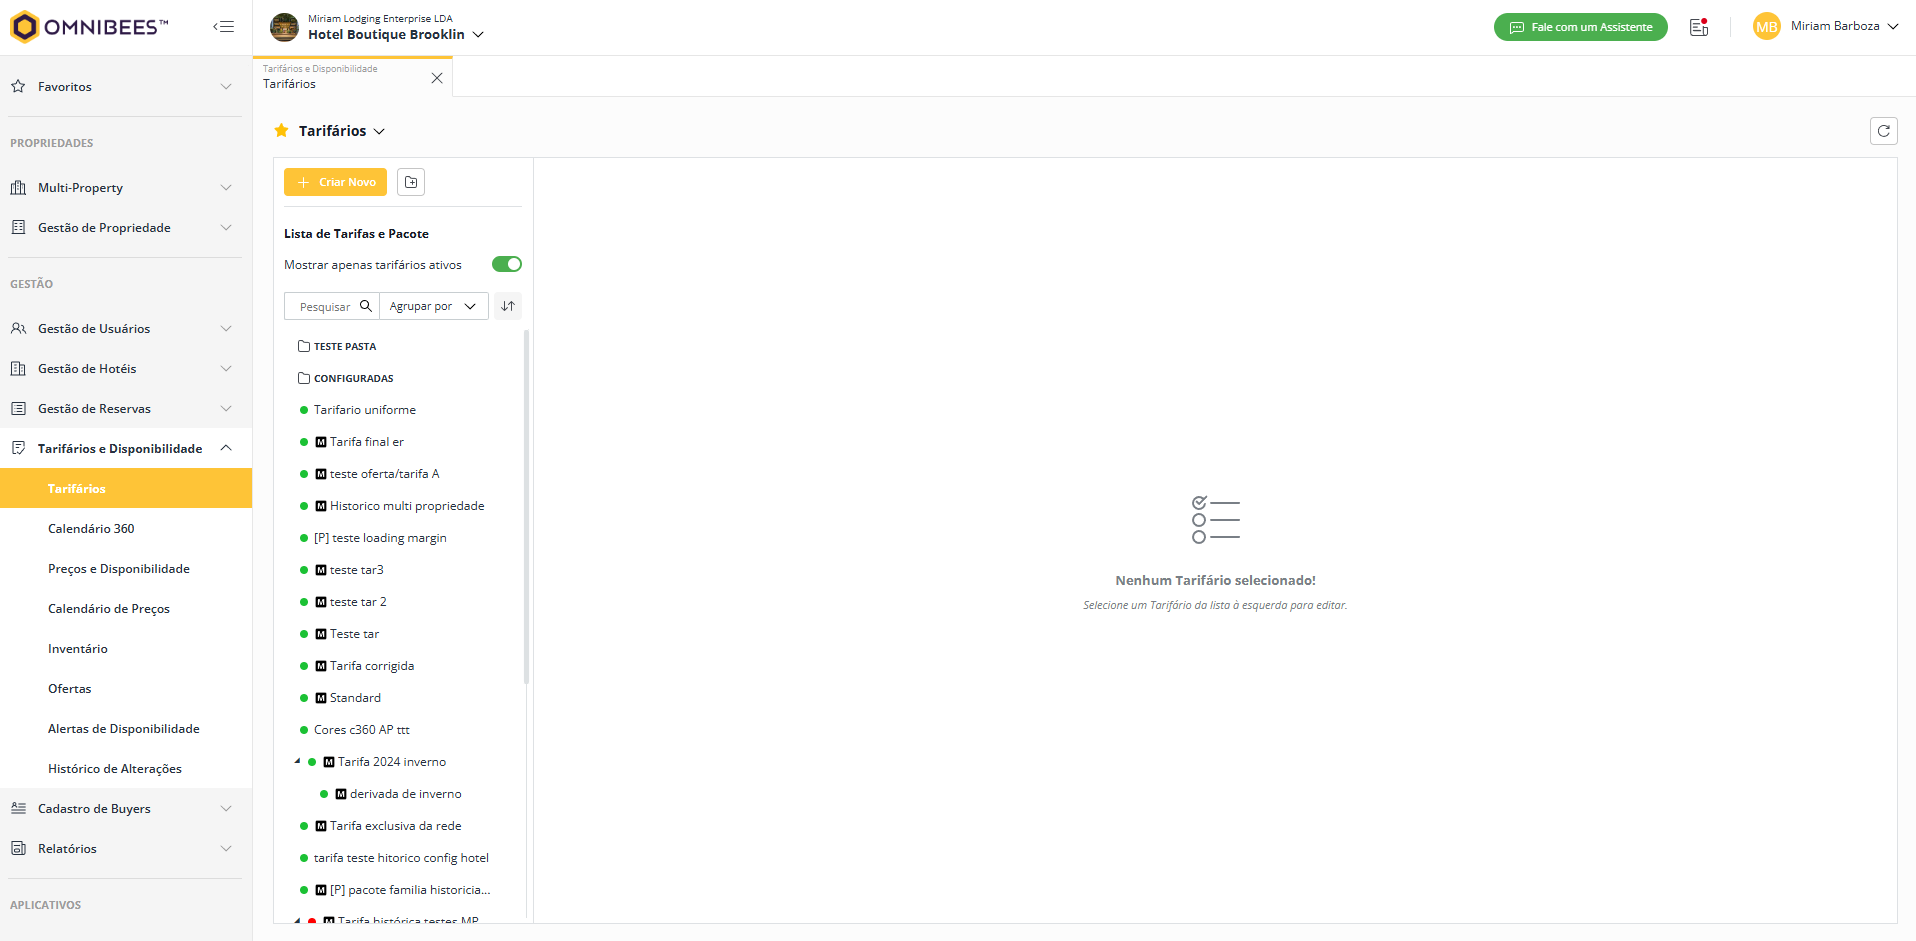 OMNIBEES™
Miriam Lodging Enterprise LDA
Hotel Boutique Brooklin
Fale com um Assistente
MB
Miriam Barboza
Favoritos
PROPRIEDADES
Multi-Property
Gestão de Propriedade
GESTÃO
Gestão de Usuários
Gestão de Hotéis
Gestão de Reservas
Tarifários e Disponibilidade
Tarifários
Calendário 360
Preços e Disponibilidade
Calendário de Preços
Inventário
Ofertas
Alertas de Disponibilidade
Histórico de Alterações
Cadastro de Buyers
Relatórios
APLICATIVOS
Tarifários e Disponibilidade
Tarifários
Tarifários
Criar Novo
Lista de Tarifas e Pacote
Mostrar apenas tarifários ativos
Pesquisar
Agrupar por
TESTE PASTA
CONFIGURADAS
Tarifario uniforme
M Tarifa final er
M teste oferta/tarifa A
M Historico multi propriedade
[P] teste loading margin
M teste tar3
M teste tar 2
M Teste tar
M Tarifa corrigida
M Standard
Cores c360 AP ttt
M Tarifa 2024 inverno
M derivada de inverno
M Tarifa exclusiva da rede
tarifa teste hitorico config hotel
M [P] pacote familia historicia...
M Tarifa histórica testes MP
Nenhum Tarifário selecionado!
Selecione um Tarifário da lista à esquerda para editar.